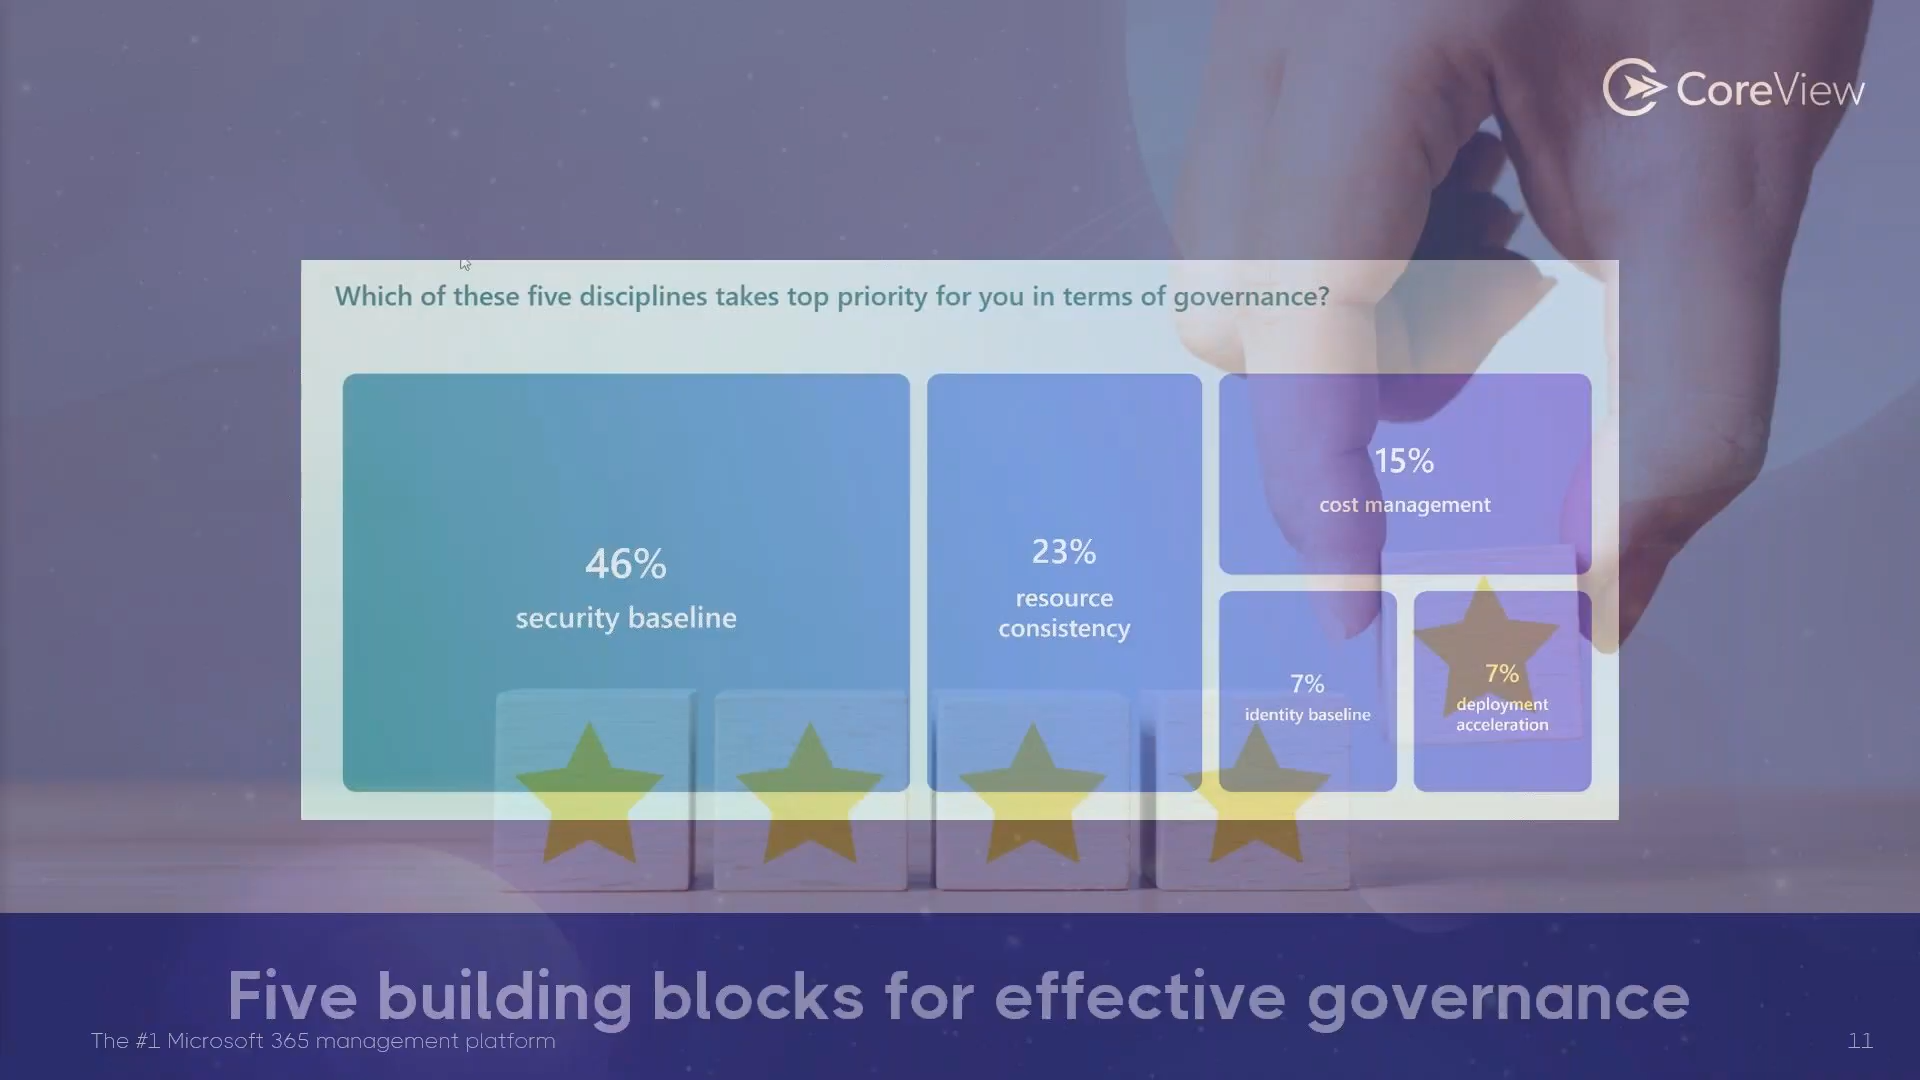 CoreView
Which of these five disciplines takes top priority for you in terms of governance?
46%
security baseline
23%
resource
consistency
15%
cost management
7%
identity baseline
7%
deployment
acceleration
Five building blocks for effective governance
The #1 Microsoft 365 management platform
11